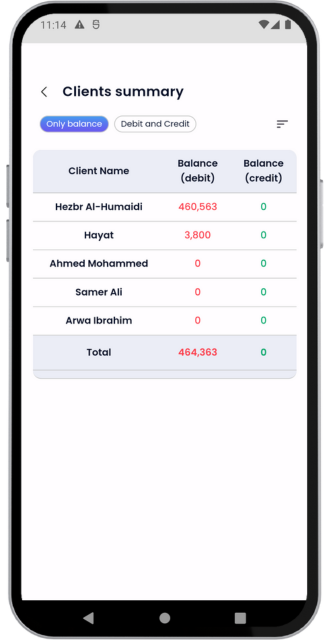 11:14
Clients summary
Only balance Debit and Credit
Client Name Balance (debit) Balance (credit)
Hezbr Al-Humaidi 460,563 0
Hayat 3,800 0
Ahmed Mohammed 0 0
Samer Ali 0 0
Arwa Ibrahim 0 0
Total 464,363 0